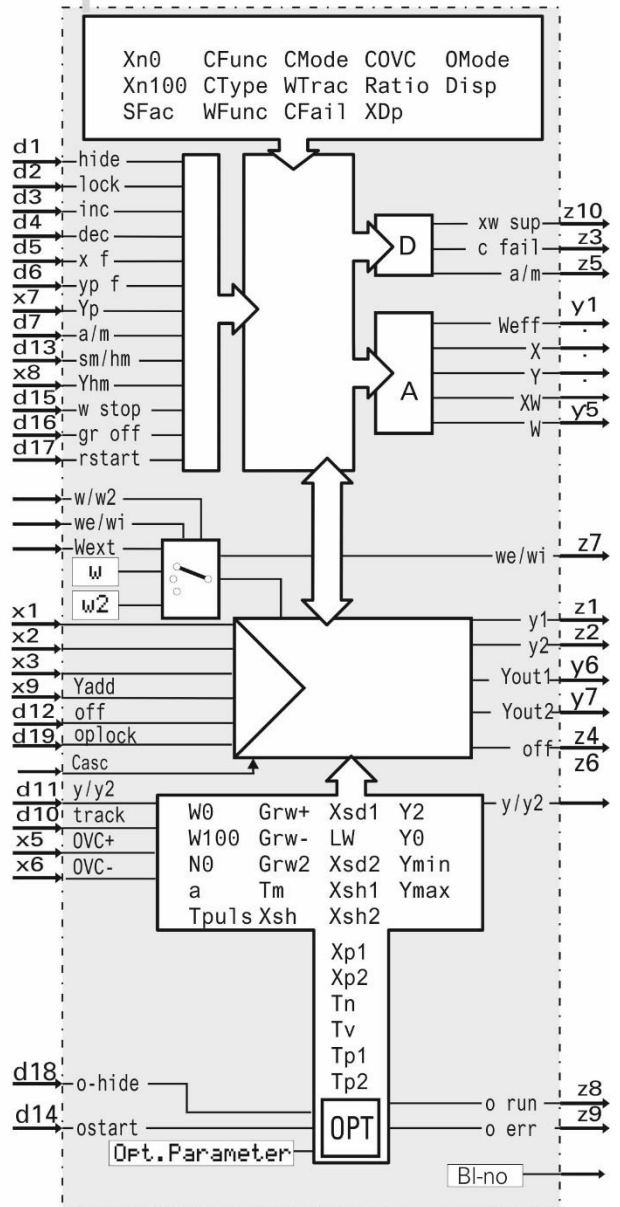 Xn0 CFunc CMode COVC OMode
Xn100 CType WTrac Ratio Disp
SFac WFunc CFail XDp
d1 hide
d2 lock
d3 inc
d4 dec
d5 x f
d6 yp f
x7 Yp
d7 a/m
d13 sm/hm
x8 Yhm
d15 w stop
d16 gr off
d17 rstart
D
xw sup z10
c fail z3
a/m z5
A
Weff y1
X .
Y .
XW .
W y5
w/w2
we/wi
Wext
w
w2
we/wi z7
x1
x2
x3
x9 Yadd
d12 off
d19 oplock
Casc
y1 z1
y2 z2
Yout1 y6
Yout2 y7
off z4
z6
d11 y/y2
d10 track
x5 OVC+
x6 OVC-
y/y2
W0 Grw+ Xsd1 Y2
W100 Grw- LW Y0
N0 Grw2 Xsd2 Ymin
a Tm Xsh1 Ymax
Tpuls Xsh Xsh2
Xp1
Xp2
Tn
Tv
Tp1
Tp2
d18 o-hide
d14 ostart
OPT
Opt.Parameter
o run z8
o err z9
Bl-no